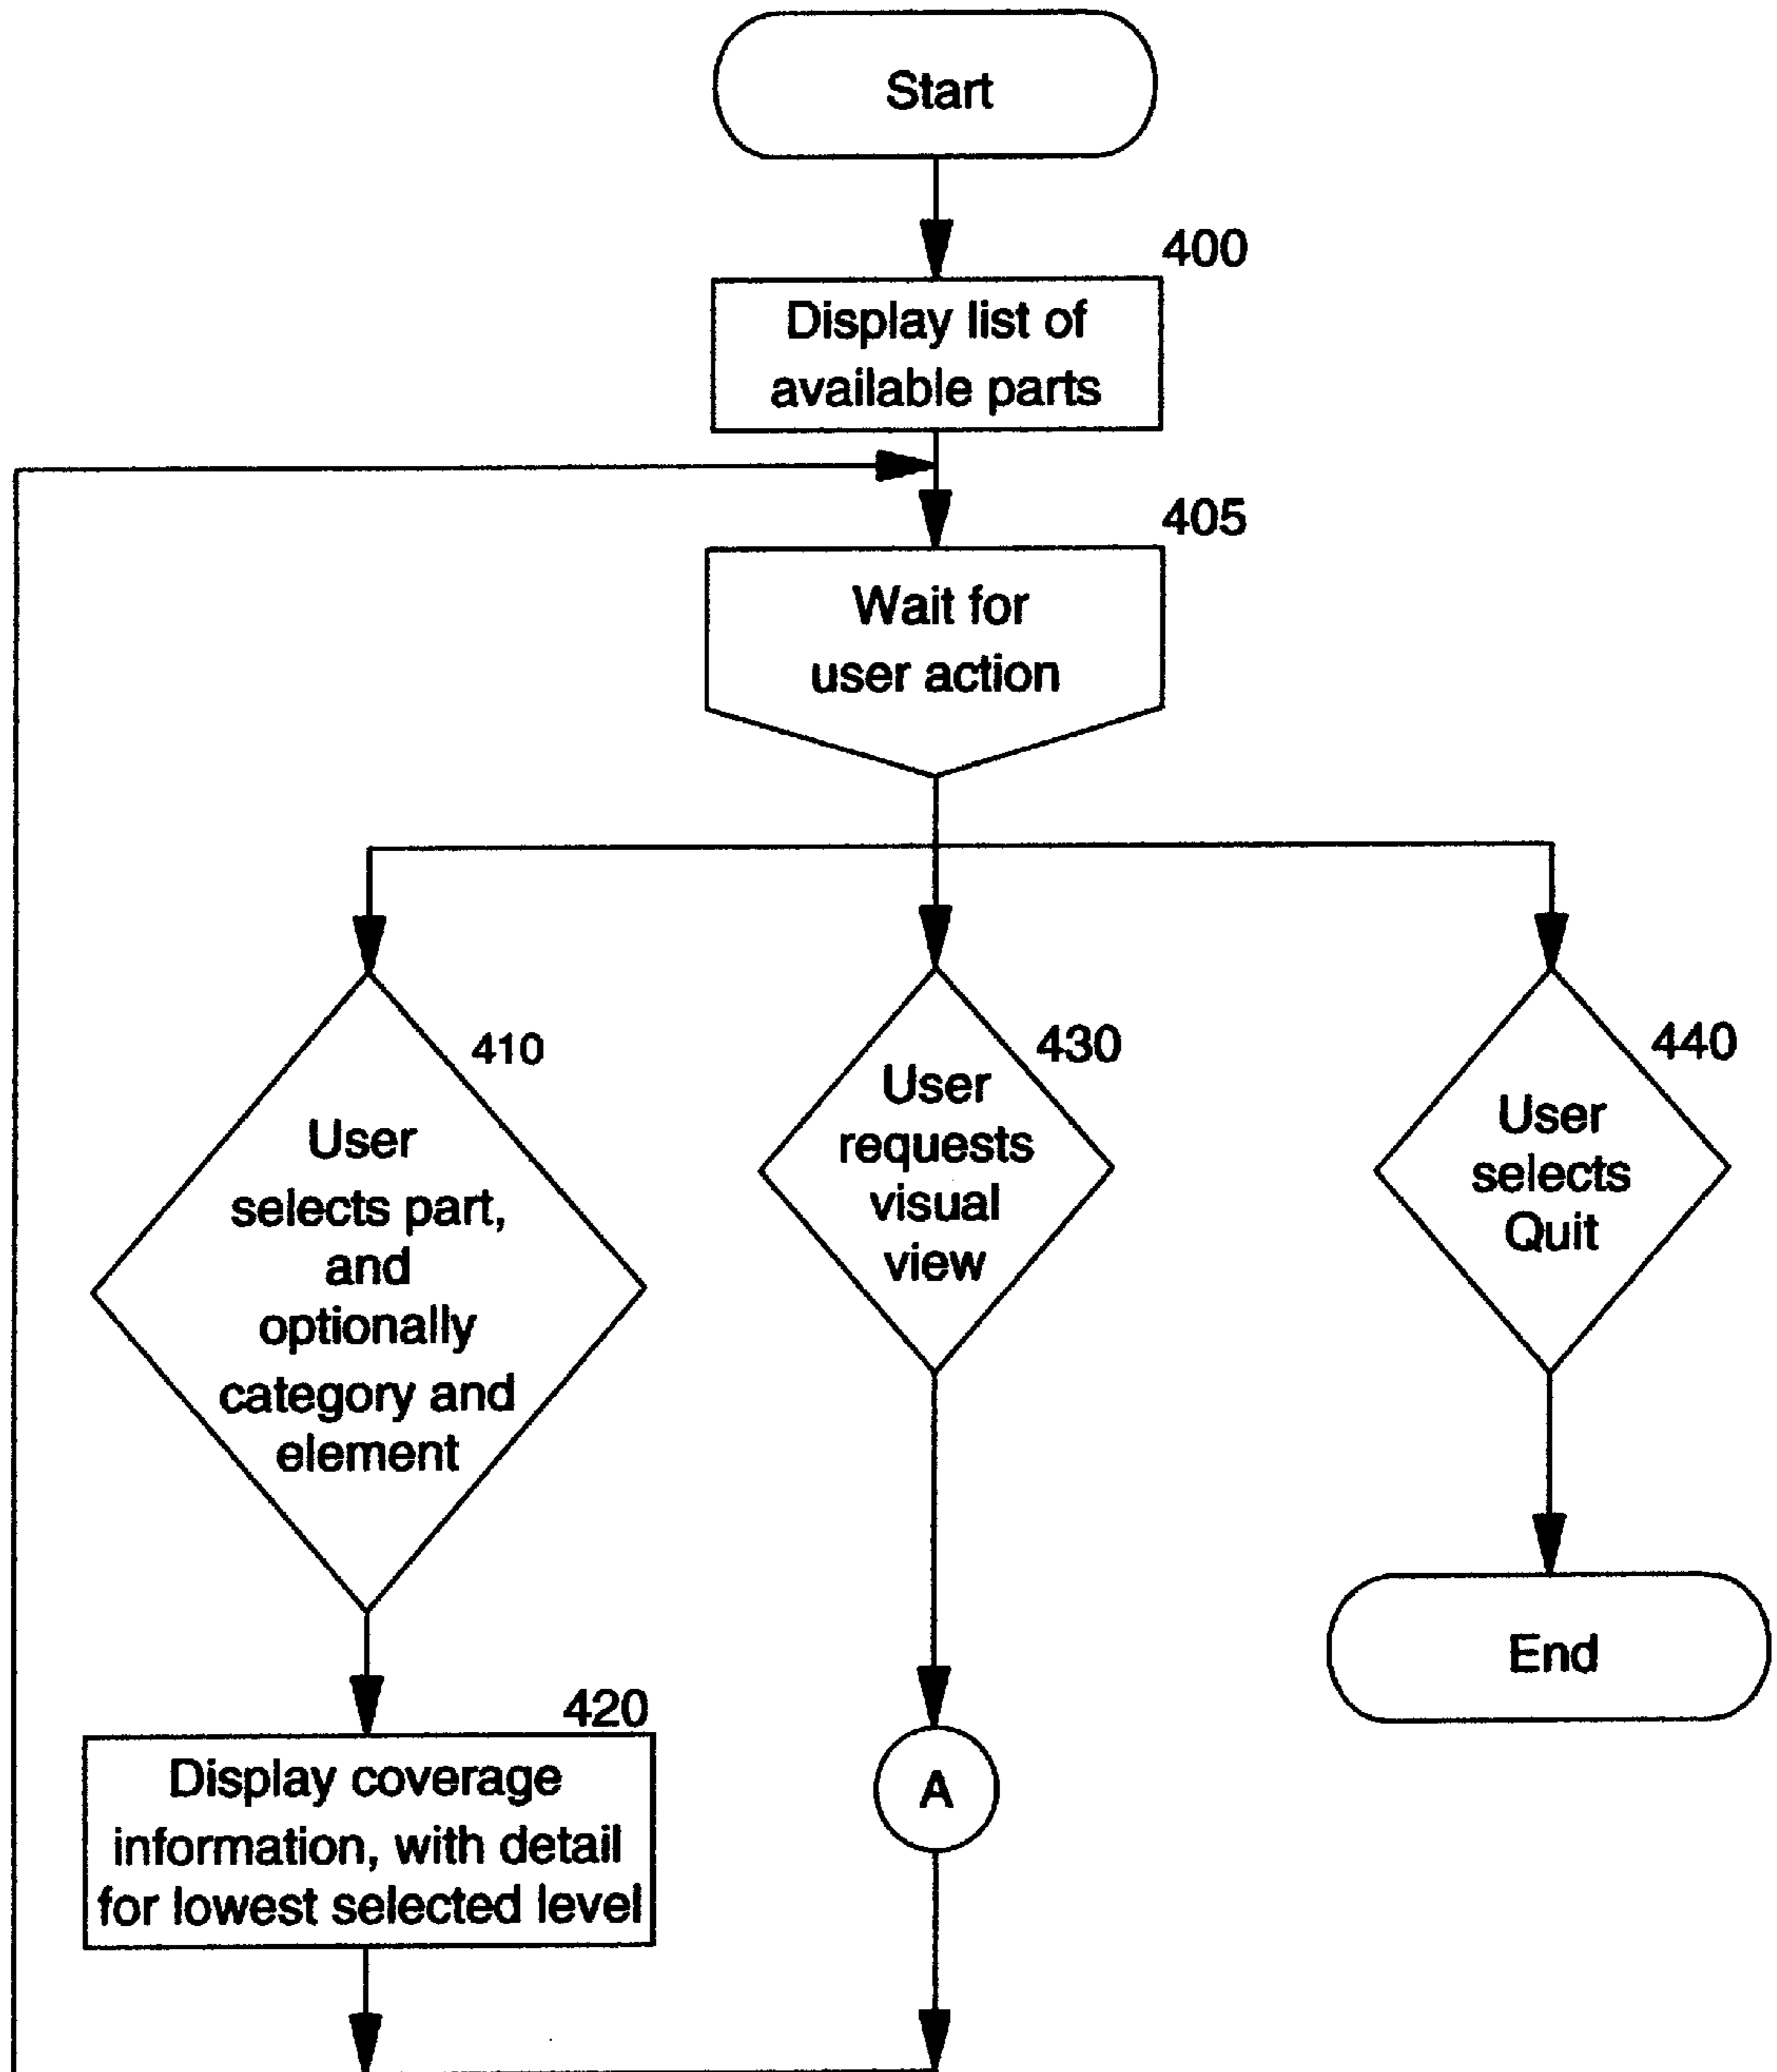 Start
400
Display list of
available parts
405
Wait for
user action
410
User
selects part,
and
optionally
category and
element
430
User
requests
visual
view
440
User
selects
Quit
420
Display coverage
information, with detail
for lowest selected level
A
End